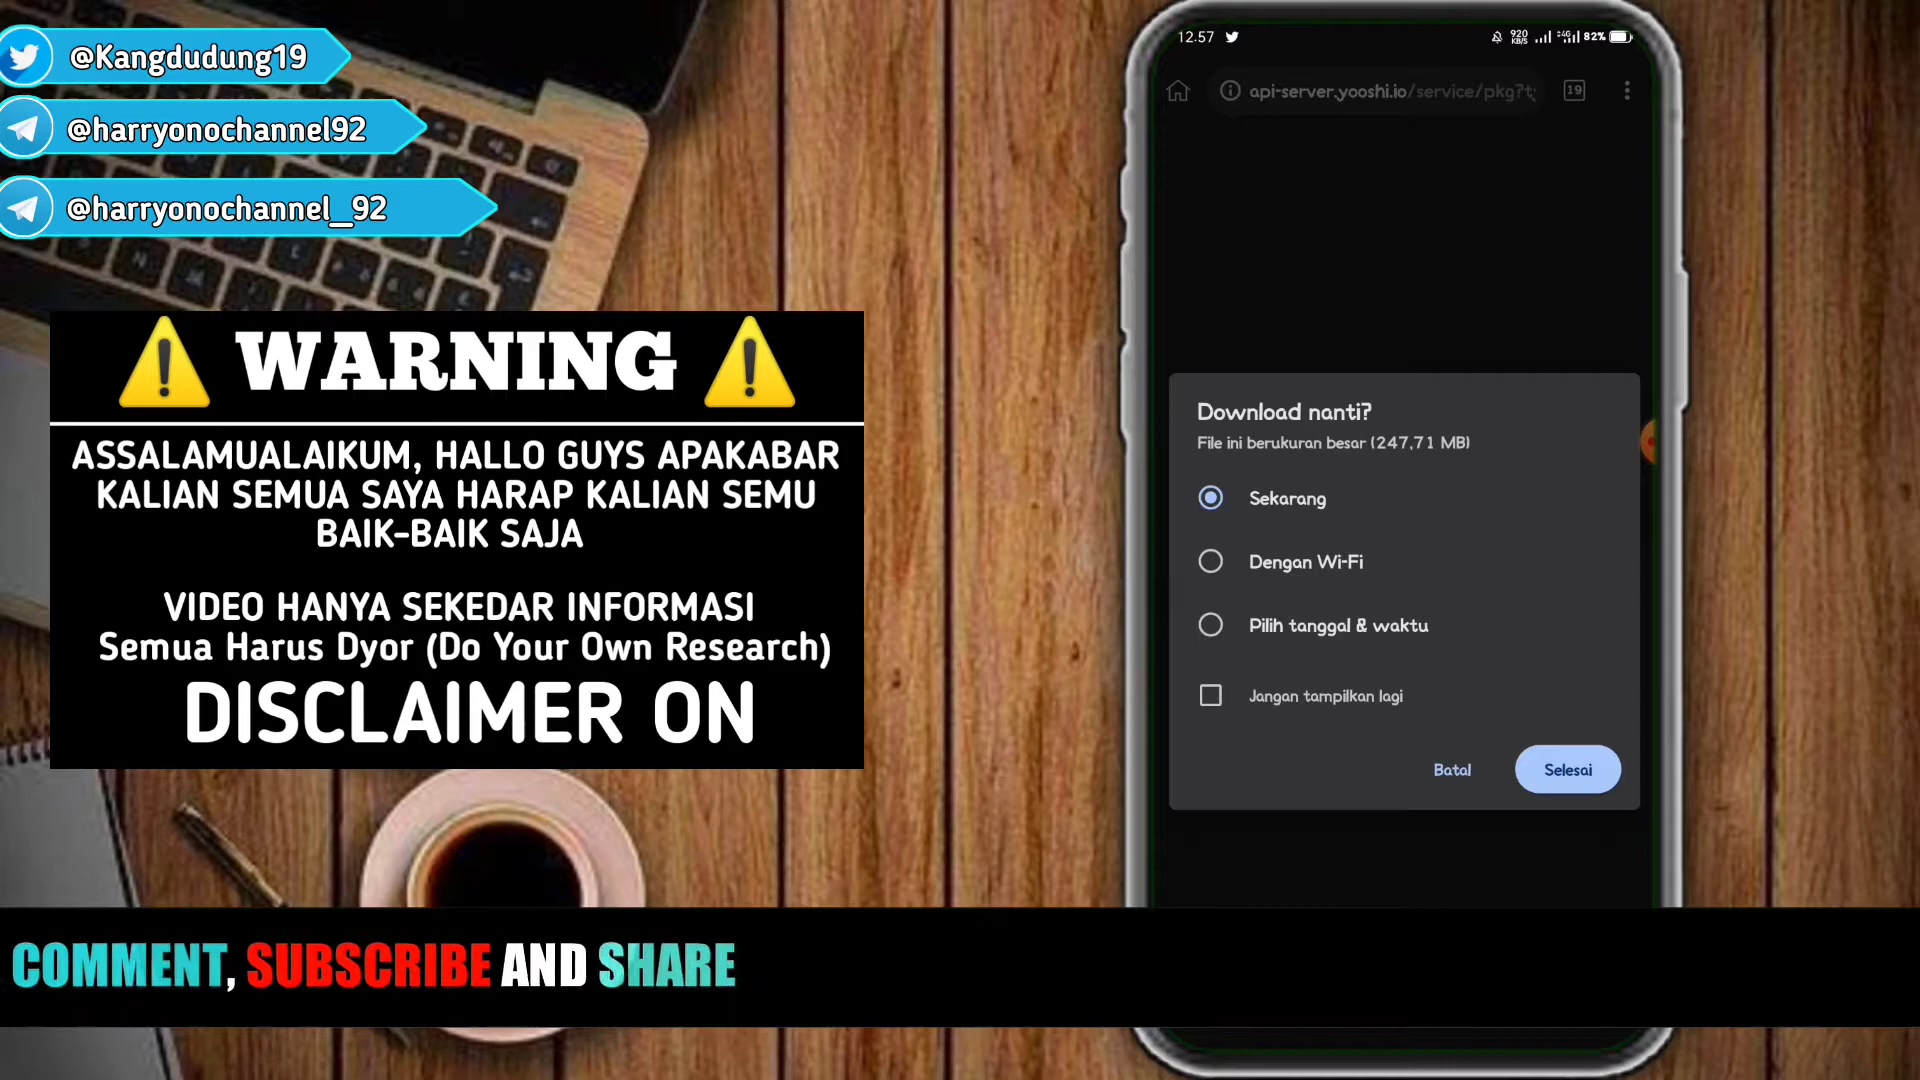 @Kangdudung19
@harryonochannel92
@harryonochannel_92
WARNING
ASSALAMUALAIKUM, HALLO GUYS APAKABAR
KALIAN SEMUA SAYA HARAP KALIAN SEMU
BAIK-BAIK SAJA
VIDEO HANYA SEKEDAR INFORMASI
Semua Harus Dyor (Do Your Own Research)
DISCLAIMER ON
12.57
920
KB/S
4G
82%
api-server.yooshi.io/service/pkg?t
19
Download nanti?
File ini berukuran besar (247,71 MB)
Sekarang
Dengan Wi-Fi
Pilih tanggal & waktu
Jangan tampilkan lagi
Batal
Selesai
COMMENT, SUBSCRIBE AND SHARE